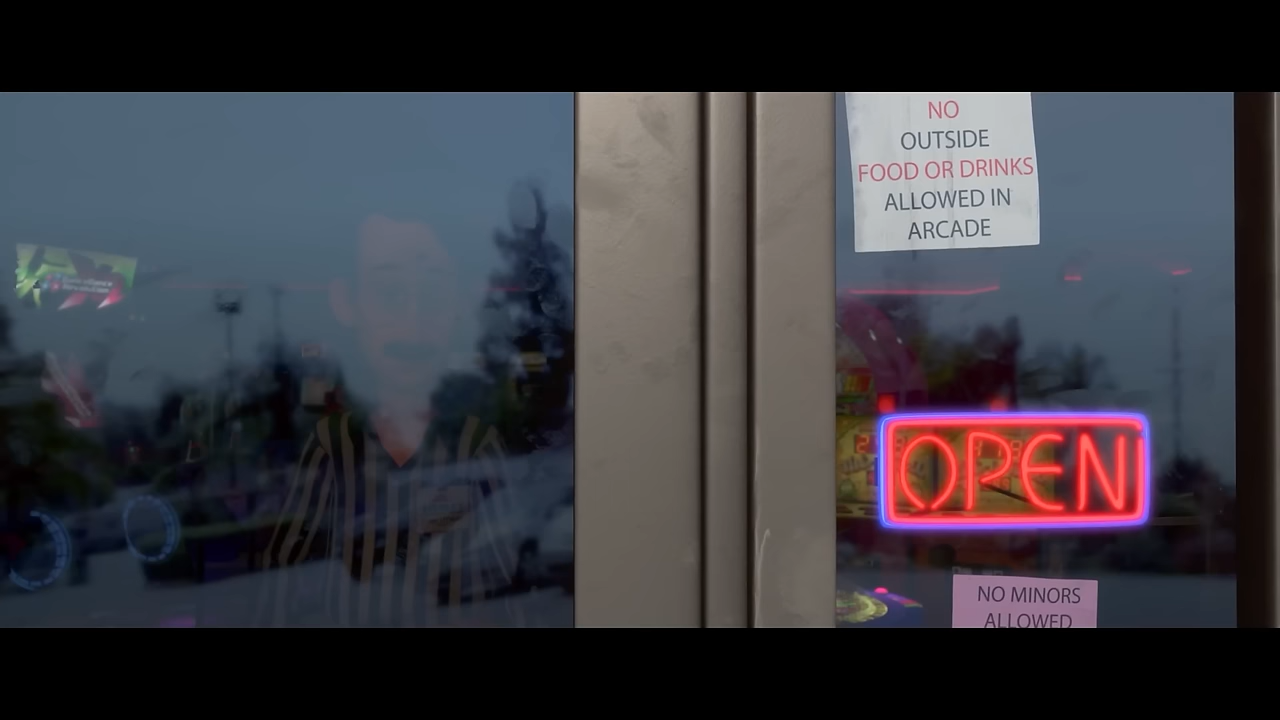 NO
OUTSIDE
FOOD OR DRINKS
ALLOWED IN
ARCADE
OPEN
NO MINORS
ALLOWED